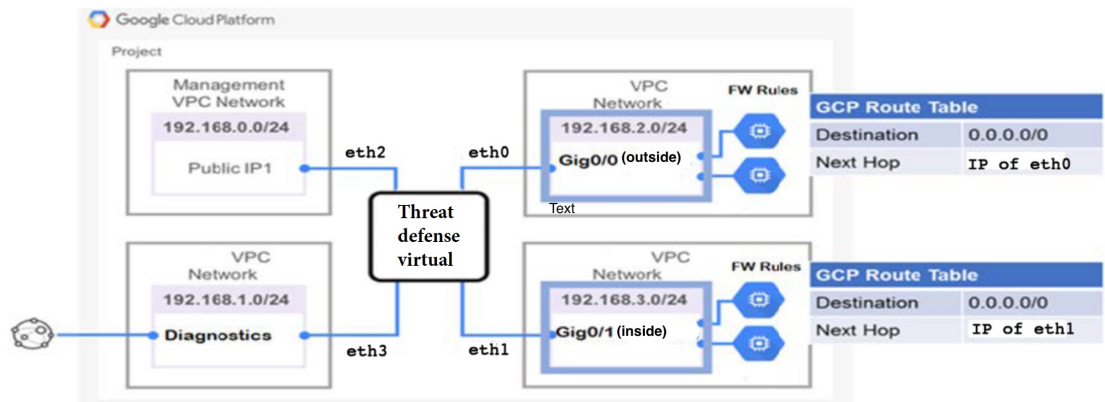 Google Cloud Platform
Project
Management
VPC Network
192.168.0.0/24
Public IP1
eth2
VPC
Network
192.168.1.0/24
Diagnostics
eth3
Threat
defense
virtual
eth0
VPC
Network
192.168.2.0/24
Gig0/0 (outside)
Text
FW Rules
GCP Route Table
Destination 0.0.0.0/0
Next Hop IP of eth0
eth1
VPC
Network
192.168.3.0/24
Gig0/1 (inside)
FW Rules
GCP Route Table
Destination 0.0.0.0/0
Next Hop IP of eth1